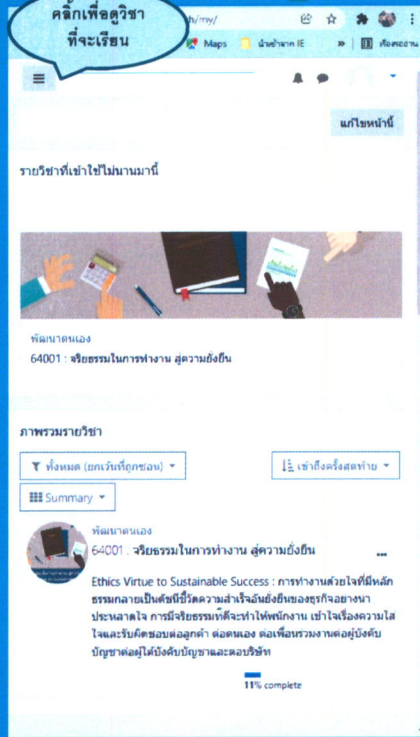 คลิ๊กเพื่อดูวิชา
ที่จะเรียน
h/my/
Maps
นำเข้าจาก IE
»
แก้ไขหน้านี้
รายวิชาที่เข้าใช้ไม่นานมานี้
พัฒนาตนเอง
64001 : จริยธรรมในการทำงาน สู่ความยั่งยืน
ภาพรวมรายวิชา
ทั้งหมด (ยกเว้นที่ถูกซ่อน)
เข้าถึงครั้งสุดท้าย
Summary
พัฒนาตนเอง
64001 : จริยธรรมในการทำงาน สู่ความยั่งยืน
...
Ethics Virtue to Sustainable Success : การทำงานด้วยใจที่มีหลัก
ธรรมกลายเป็นดัชนีชี้วัดความสำเร็จอันยั่งยืนของธุรกิจอย่างน่า
ประหลาดใจ การมีจริยธรรมที่ดีจะทำให้พนักงาน เข้าใจเรื่องความใส่
ใจและรับผิดชอบต่อลูกค้า ต่อตนเอง ต่อเพื่อนร่วมงานต่อผู้บังคับ
บัญชาต่อผู้ใต้บังคับบัญชาและตอบริษัท
11% complete